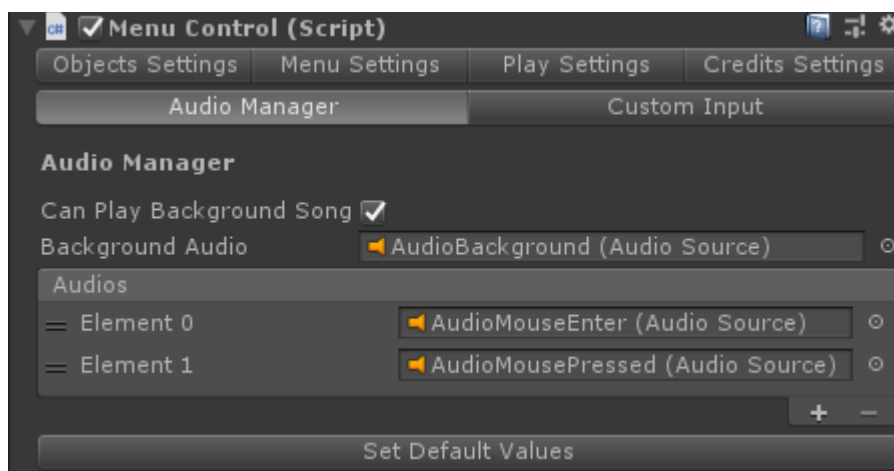 c# Menu Control (Script)
Objects Settings Menu Settings Play Settings Credits Settings
Audio Manager Custom Input
Audio Manager
Can Play Background Song
Background Audio AudioBackground (Audio Source)
Audios
Element 0 AudioMouseEnter (Audio Source)
Element 1 AudioMousePressed (Audio Source)
+ −
Set Default Values